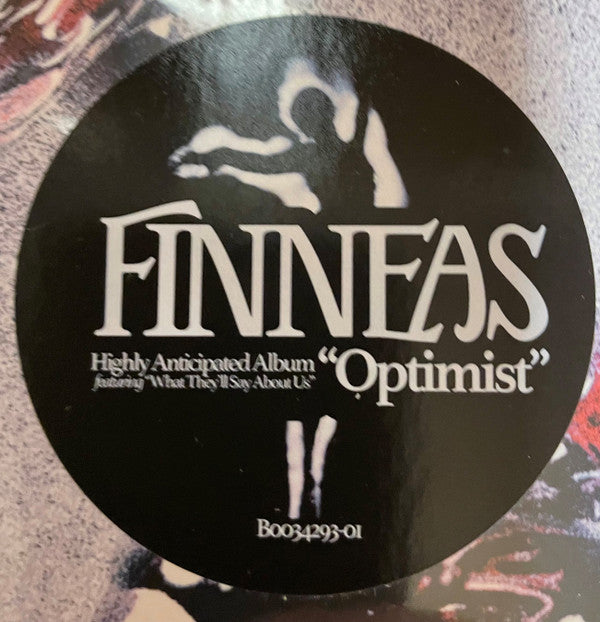 FINNEAS
Highly Anticipated Album "Optimist"
featuring "What They'll Say About Us"
B0034293-01